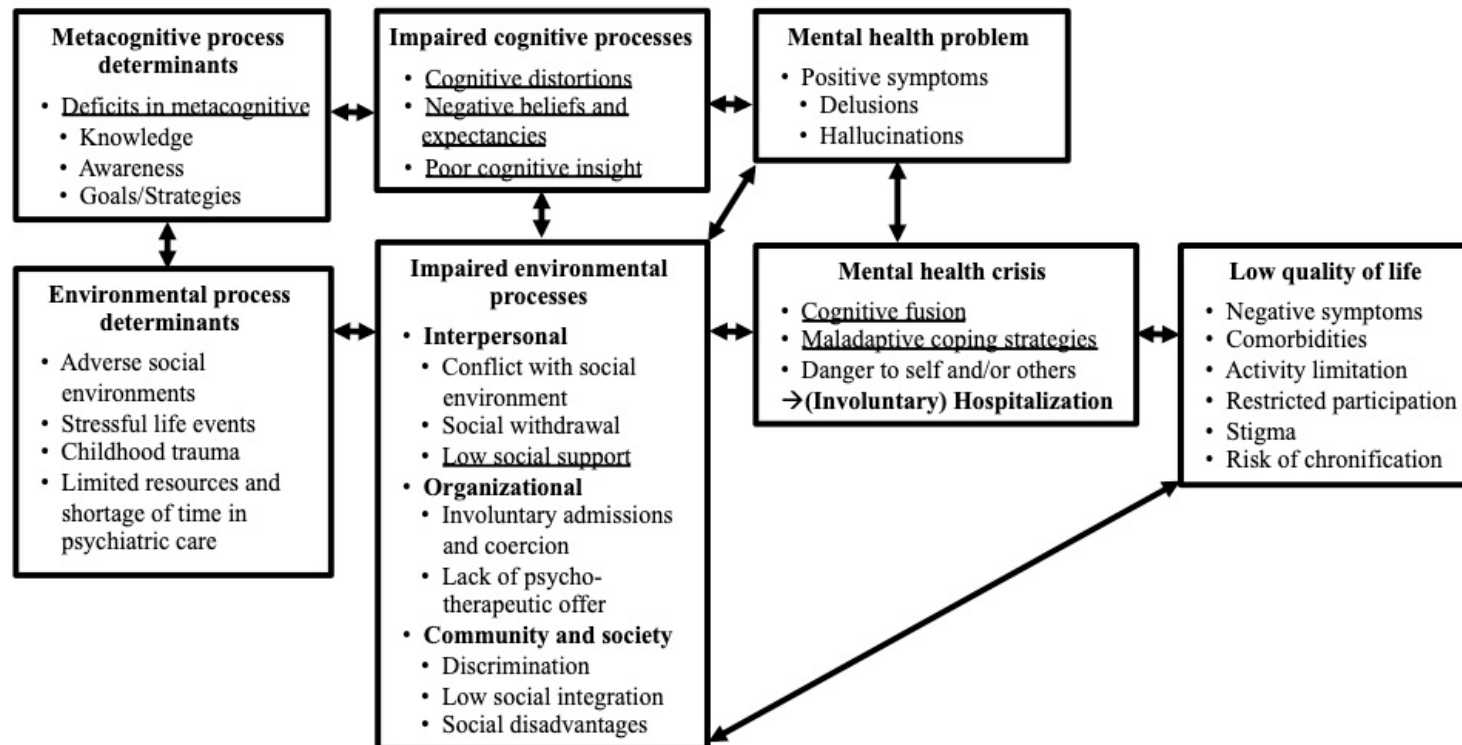 Metacognitive process
determinants
• Deficits in metacognitive
• Knowledge
• Awareness
• Goals/Strategies
Impaired cognitive processes
• Cognitive distortions
• Negative beliefs and
expectancies
• Poor cognitive insight
Mental health problem
• Positive symptoms
• Delusions
• Hallucinations
Environmental process
determinants
• Adverse social
environments
• Stressful life events
• Childhood trauma
• Limited resources and
shortage of time in
psychiatric care
Impaired environmental
processes
• Interpersonal
• Conflict with social
environment
• Social withdrawal
• Low social support
• Organizational
• Involuntary admissions
and coercion
• Lack of psycho-
therapeutic offer
• Community and society
• Discrimination
• Low social integration
• Social disadvantages
Mental health crisis
• Cognitive fusion
• Maladaptive coping strategies
• Danger to self and/or others
→(Involuntary) Hospitalization
Low quality of life
• Negative symptoms
• Comorbidities
• Activity limitation
• Restricted participation
• Stigma
• Risk of chronification